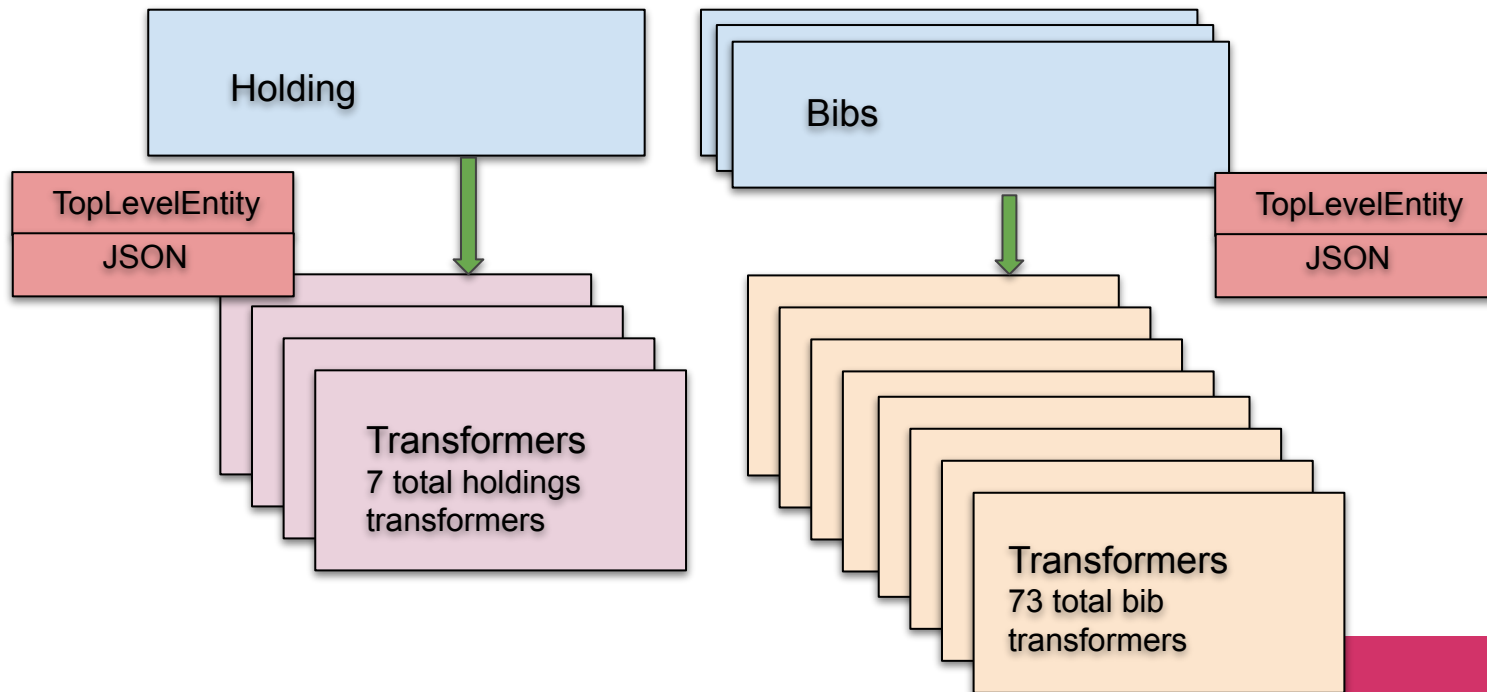 Holding
Bibs
TopLevelEntity
JSON
TopLevelEntity
JSON
Transformers
7 total holdings
transformers
Transformers
73 total bib
transformers